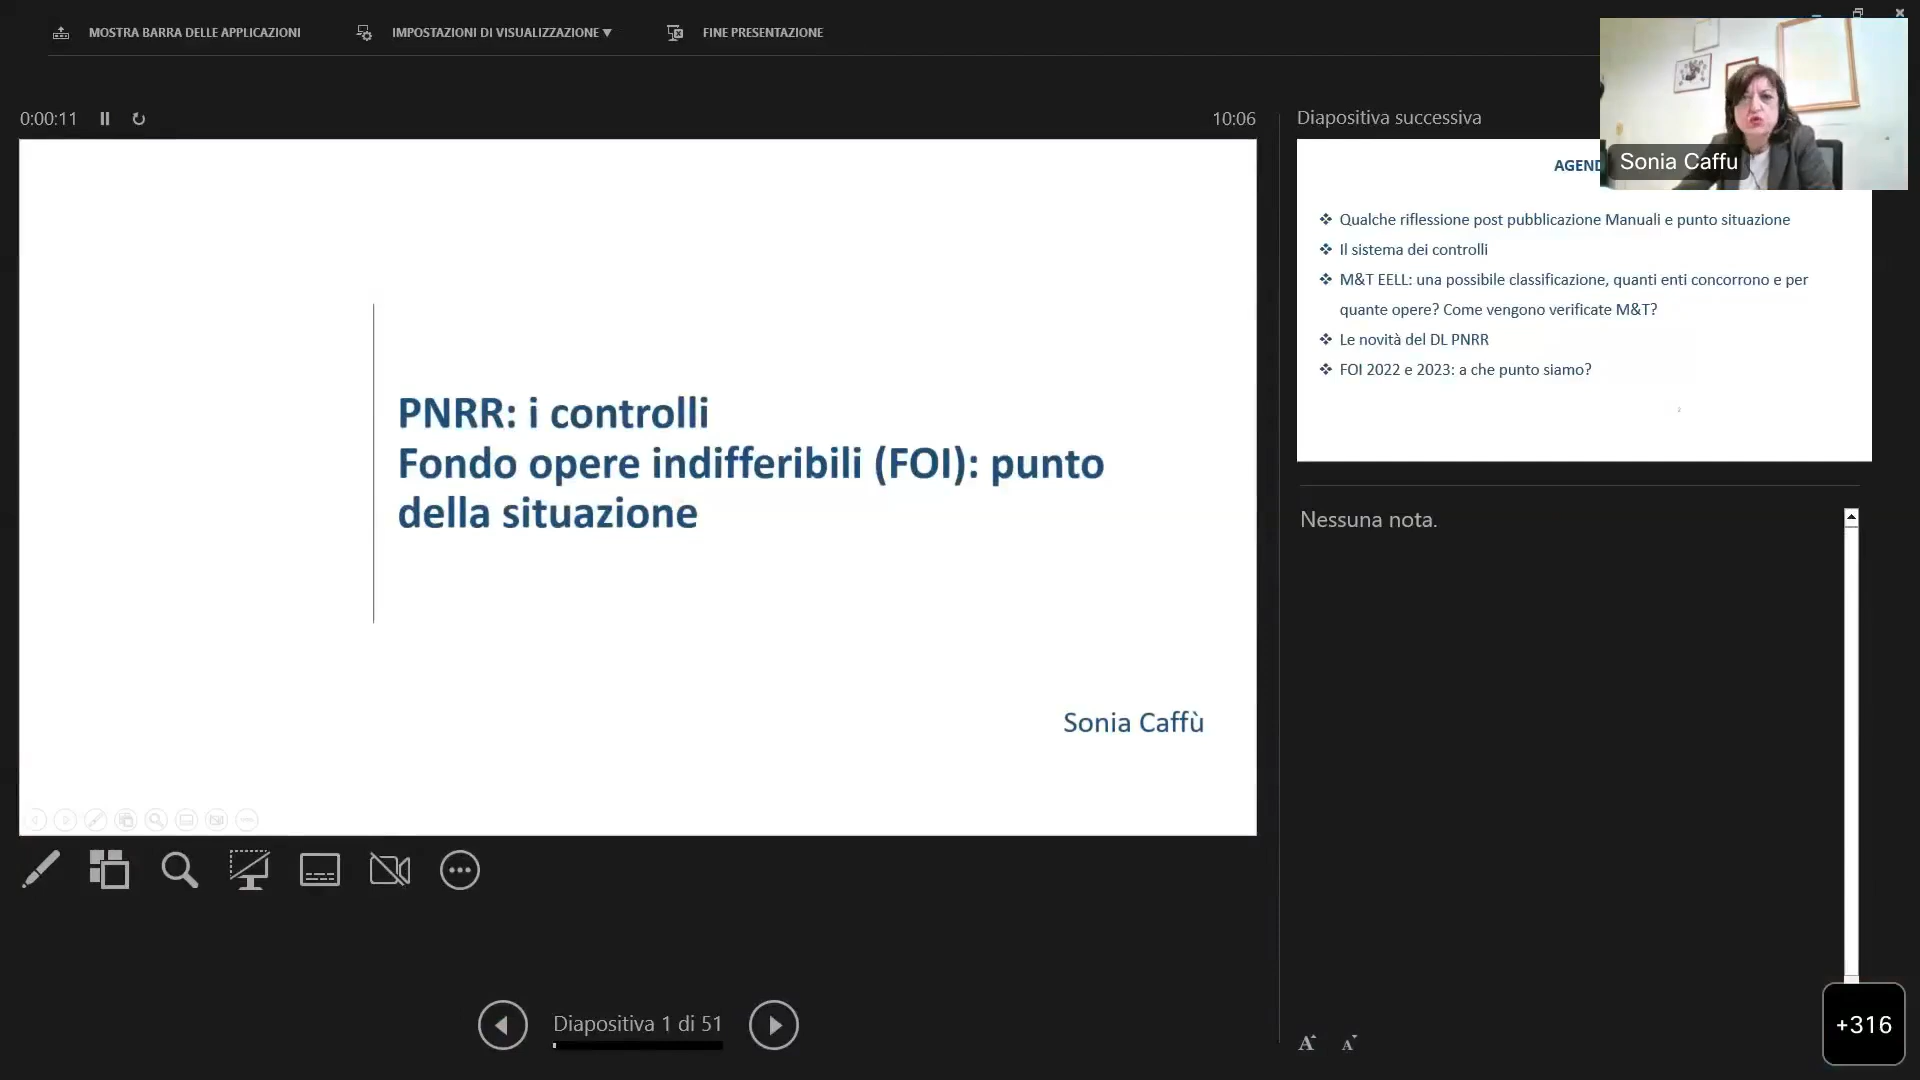 MOSTRA BARRA DELLE APPLICAZIONI
IMPOSTAZIONI DI VISUALIZZAZIONE ▼
FINE PRESENTAZIONE
0:00:11
10:06
PNRR: i controlli
Fondo opere indifferibili (FOI): punto
della situazione
Sonia Caffù
Diapositiva successiva
Sonia Caffu
AGEND
❖ Qualche riflessione post pubblicazione Manuali e punto situazione
❖ Il sistema dei controlli
❖ M&T EELL: una possibile classificazione, quanti enti concorrono e per
quante opere? Come vengono verificate M&T?
❖ Le novità del DL PNRR
❖ FOI 2022 e 2023: a che punto siamo?
2
Nessuna nota.
Diapositiva 1 di 51
A A
+316